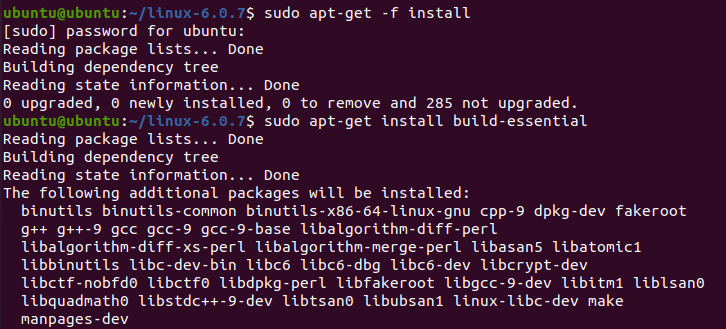 ubuntu@ubuntu:~/linux-6.0.7$ sudo apt-get -f install
[sudo] password for ubuntu:
Reading package lists... Done
Building dependency tree
Reading state information... Done
0 upgraded, 0 newly installed, 0 to remove and 285 not upgraded.
ubuntu@ubuntu:~/linux-6.0.7$ sudo apt-get install build-essential
Reading package lists... Done
Building dependency tree
Reading state information... Done
The following additional packages will be installed:
  binutils binutils-common binutils-x86-64-linux-gnu cpp-9 dpkg-dev fakeroot
  g++ g++-9 gcc gcc-9 gcc-9-base libalgorithm-diff-perl
  libalgorithm-diff-xs-perl libalgorithm-merge-perl libasan5 libatomic1
  libbinutils libc-dev-bin libc6 libc6-dbg libc6-dev libcrypt-dev
  libctf-nobfd0 libctf0 libdpkg-perl libfakeroot libgcc-9-dev libitm1 liblsan0
  libquadmath0 libstdc++-9-dev libtsan0 libubsan1 linux-libc-dev make
  manpages-dev